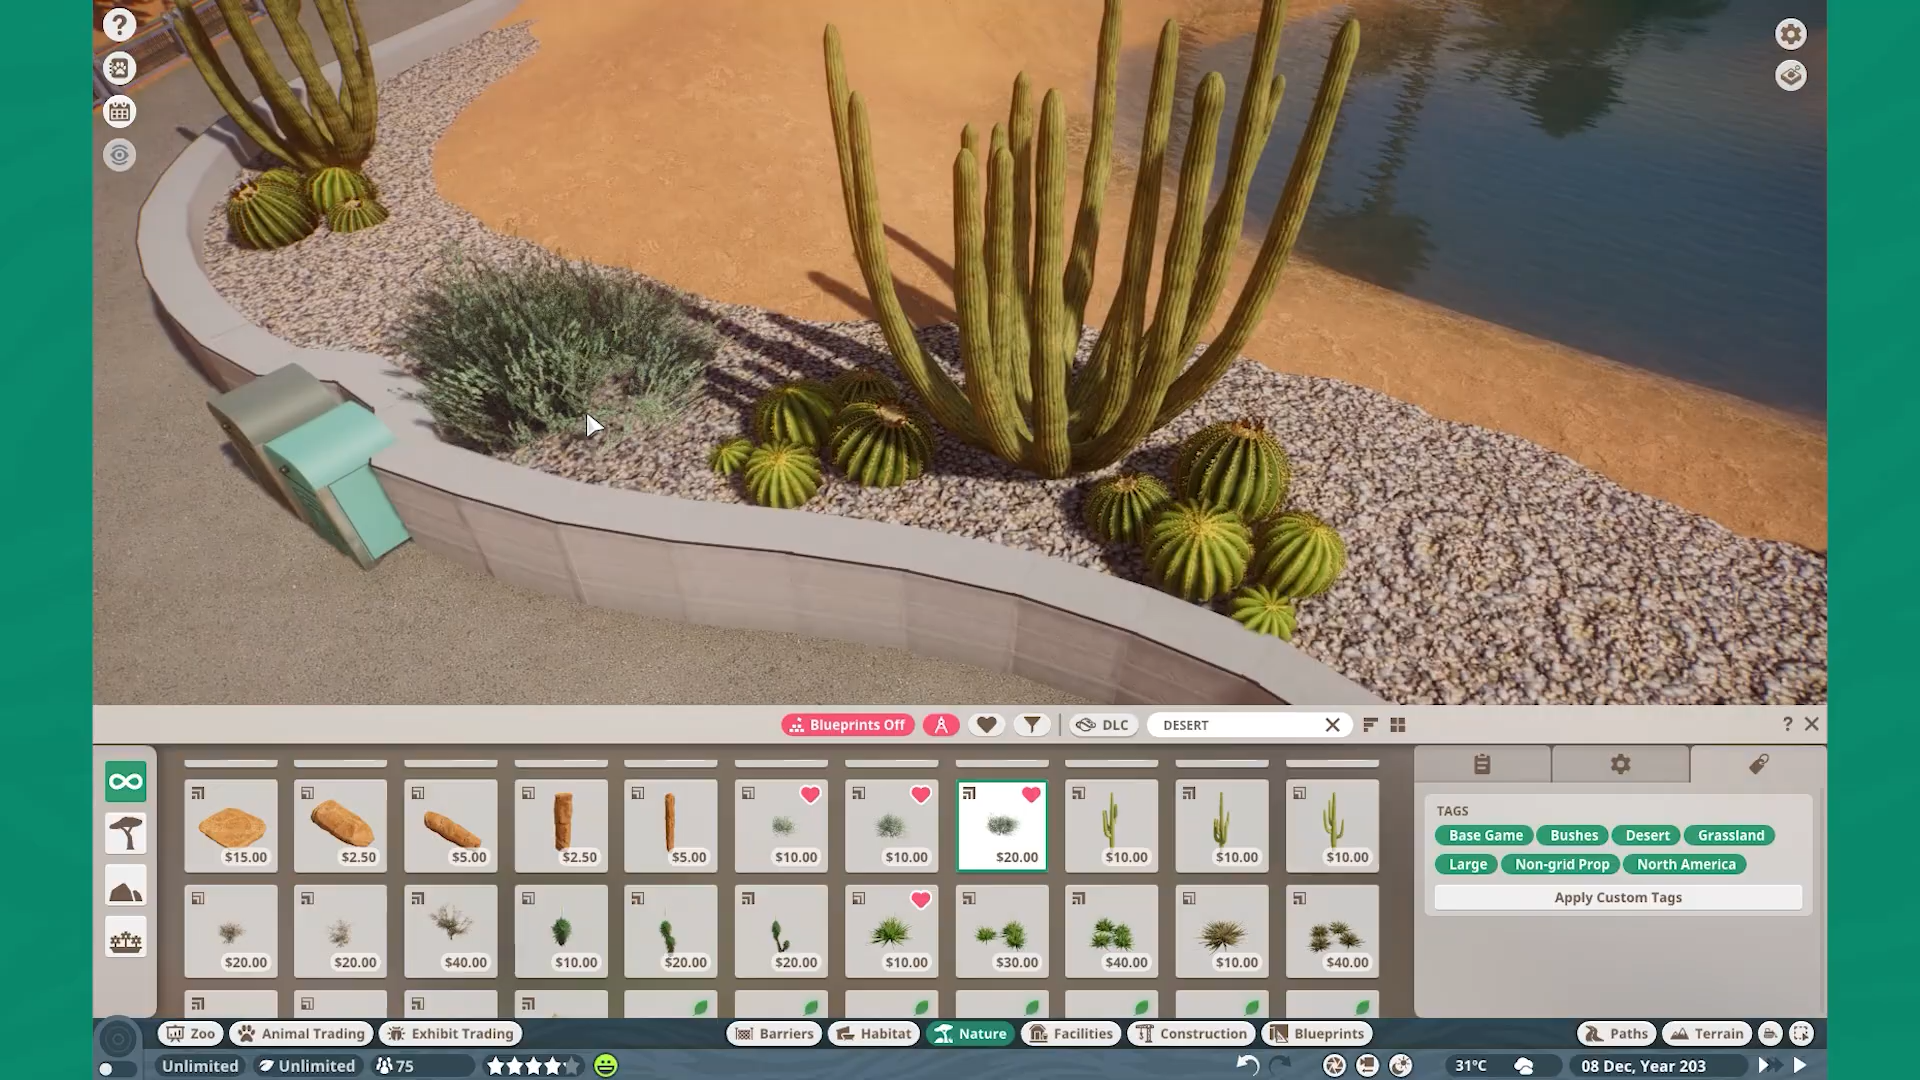 ?
Blueprints Off
DLC
DESERT
?
$15.00 $2.50 $5.00 $2.50 $5.00 $10.00 $10.00 $20.00 $10.00 $10.00 $10.00
$20.00 $20.00 $40.00 $10.00 $20.00 $20.00 $10.00 $30.00 $40.00 $10.00 $40.00
TAGS
Base Game Bushes Desert Grassland
Large Non-grid Prop North America
Apply Custom Tags
Zoo Animal Trading Exhibit Trading Barriers Habitat Nature Facilities Construction Blueprints Paths Terrain
Unlimited Unlimited 75 31°C 08 Dec, Year 203